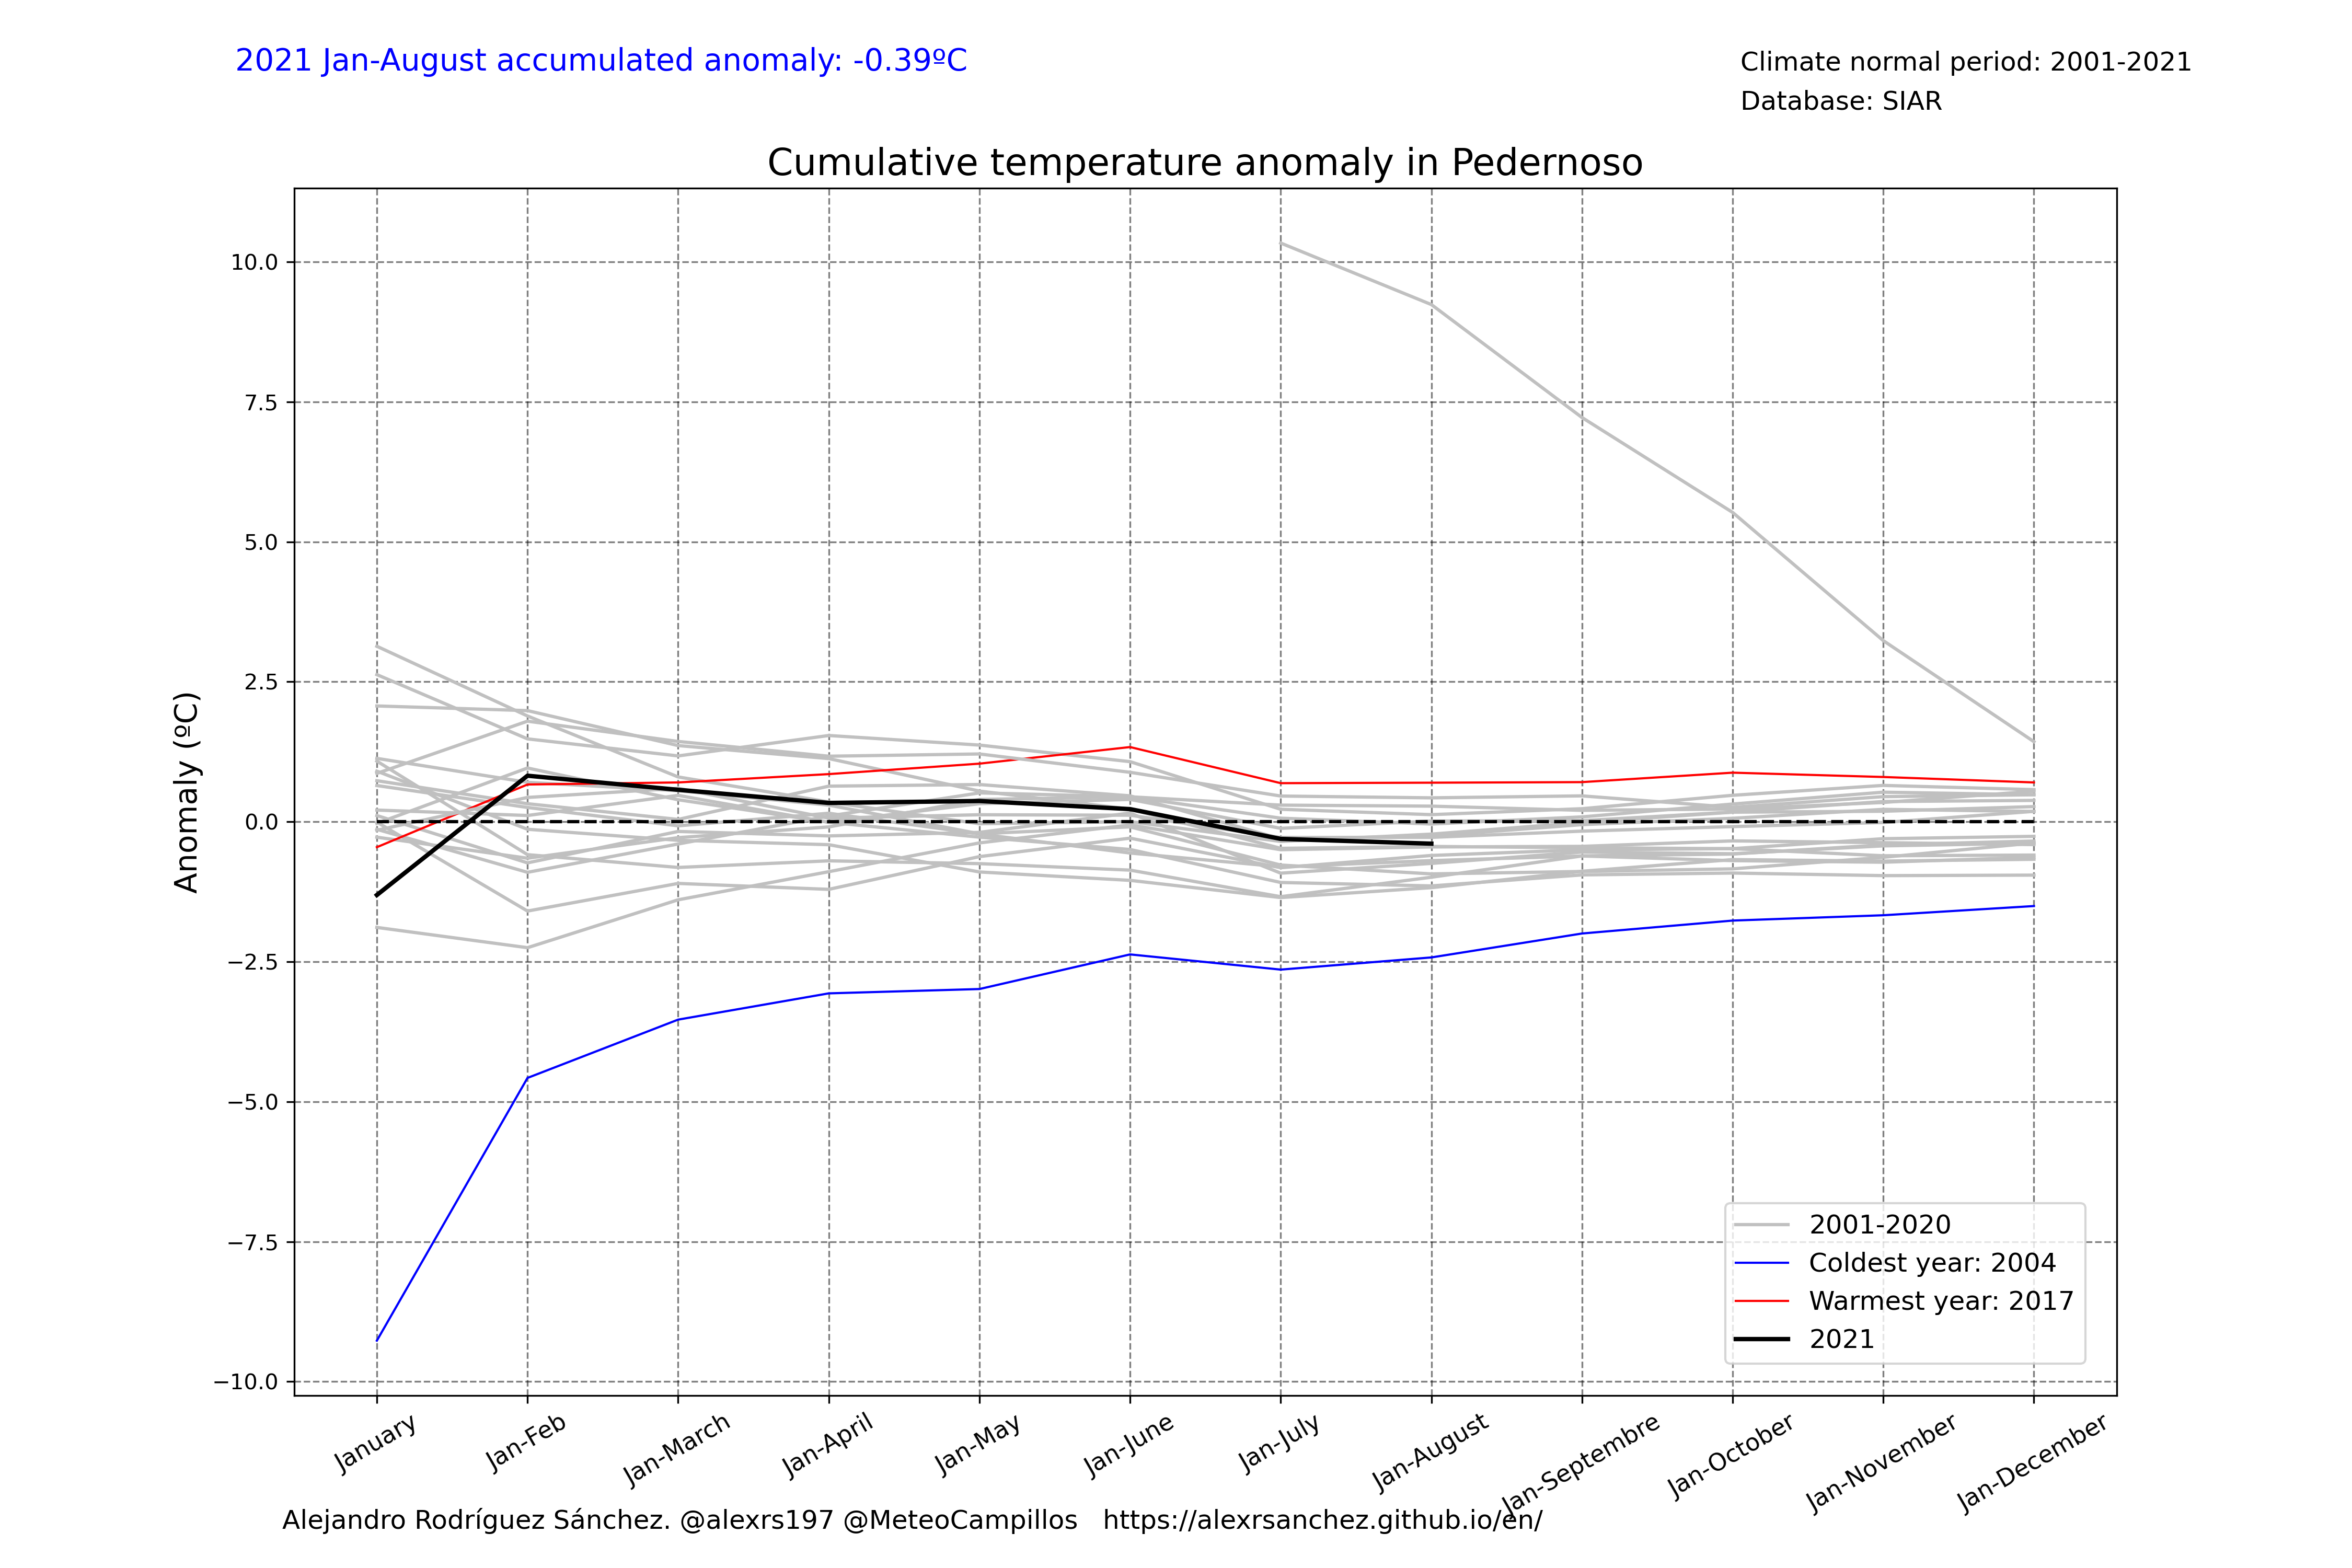 2021 Jan-August accumulated anomaly: -0.39ºC
Climate normal period: 2001-2021
Database: SIAR
Cumulative temperature anomaly in Pedernoso
Anomaly (ºC)
10.0
7.5
5.0
2.5
0.0
−2.5
−5.0
−7.5
−10.0
2001-2020
Coldest year: 2004
Warmest year: 2017
2021
January
Jan-Feb
Jan-March
Jan-April
Jan-May
Jan-June
Jan-July
Jan-August
Jan-Septembre
Jan-October
Jan-November
Jan-December
Alejandro Rodríguez Sánchez. @alexrs197 @MeteoCampillos   https://alexrsanchez.github.io/en/